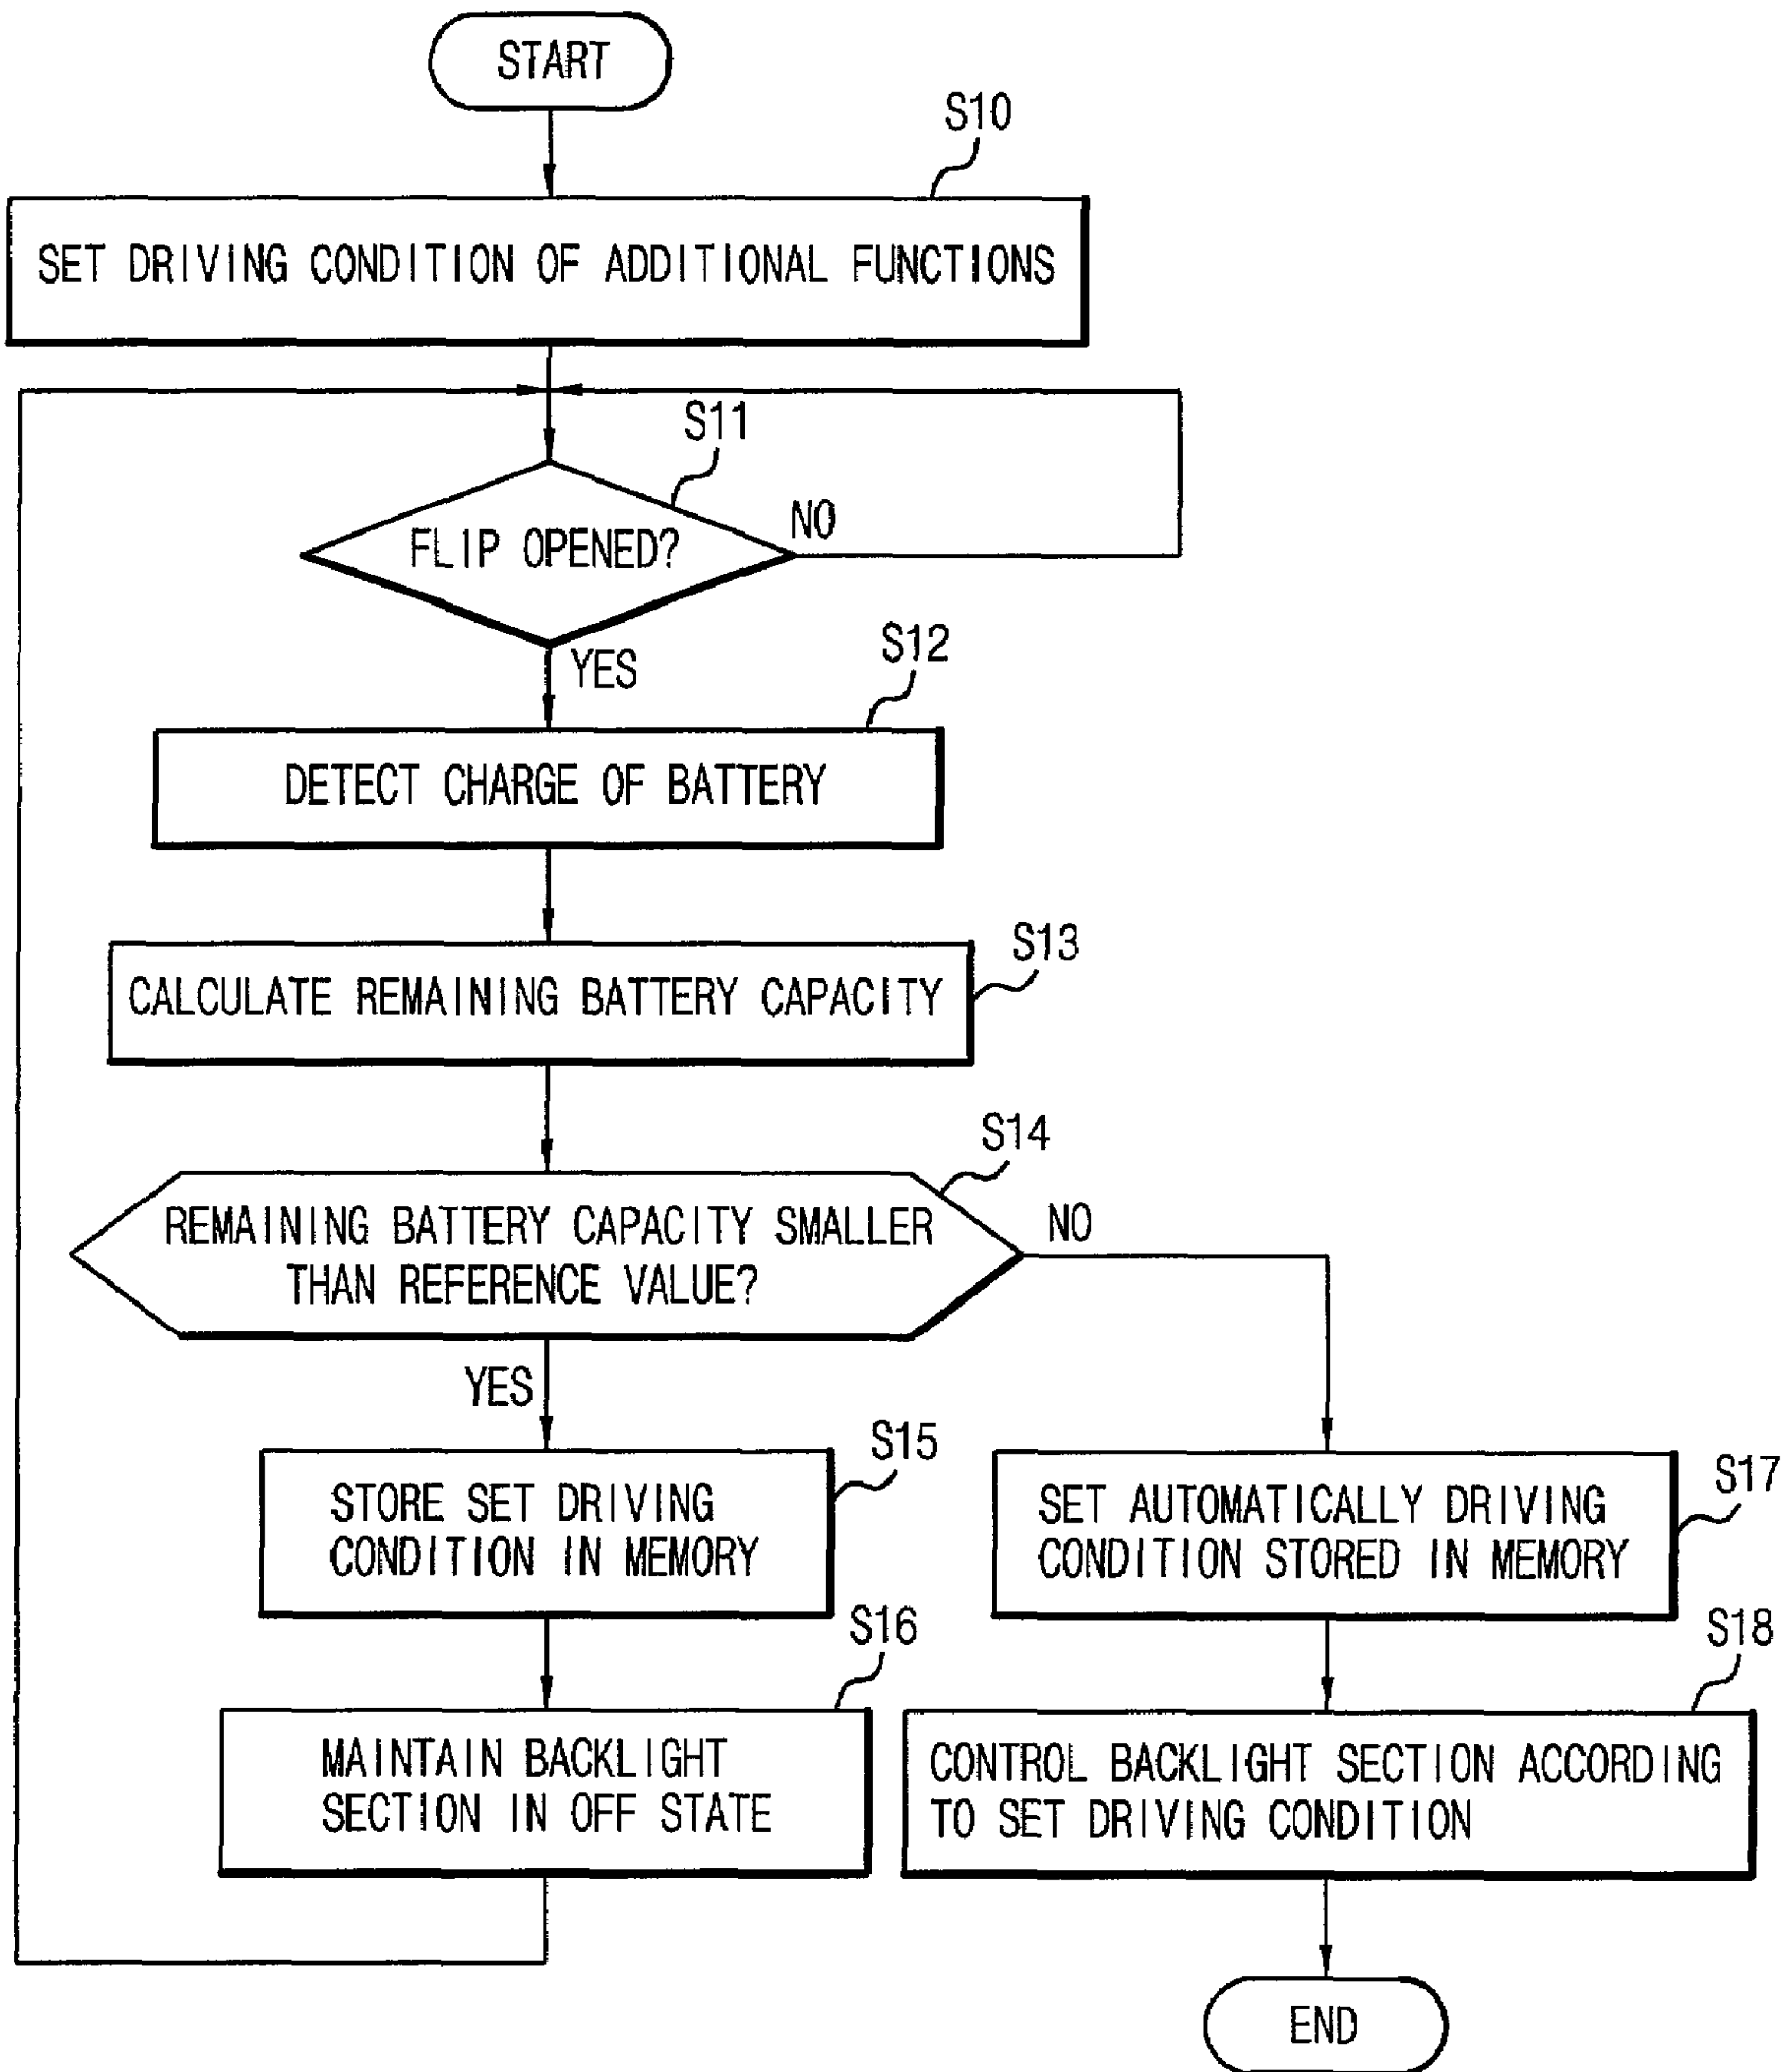 START
S10
SET DRIVING CONDITION OF ADDITIONAL FUNCTIONS
S11
FLIP OPENED?
NO
YES
S12
DETECT CHARGE OF BATTERY
S13
CALCULATE REMAINING BATTERY CAPACITY
S14
REMAINING BATTERY CAPACITY SMALLER
THAN REFERENCE VALUE?
NO
YES
S15
STORE SET DRIVING
CONDITION IN MEMORY
S16
MAINTAIN BACKLIGHT
SECTION IN OFF STATE
S17
SET AUTOMATICALLY DRIVING
CONDITION STORED IN MEMORY
S18
CONTROL BACKLIGHT SECTION ACCORDING
TO SET DRIVING CONDITION
END